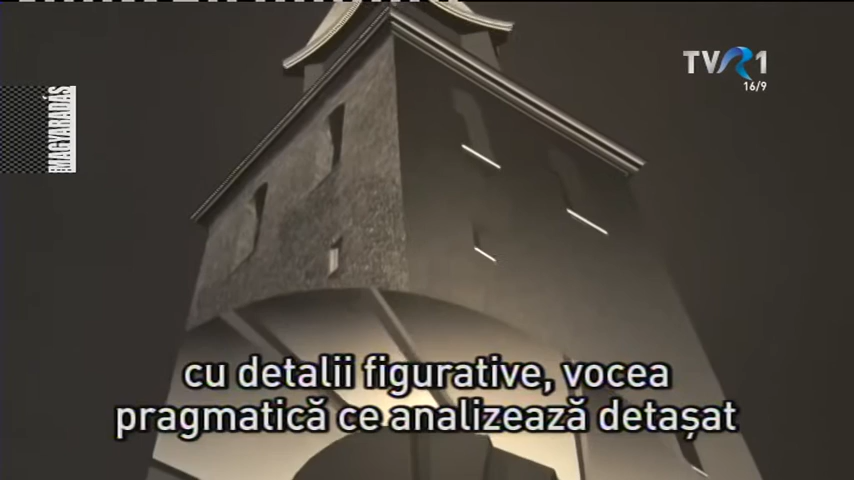 TVR1
16/9
MAGYARADÁS
cu detalii figurative, vocea
pragmatică ce analizează detașat